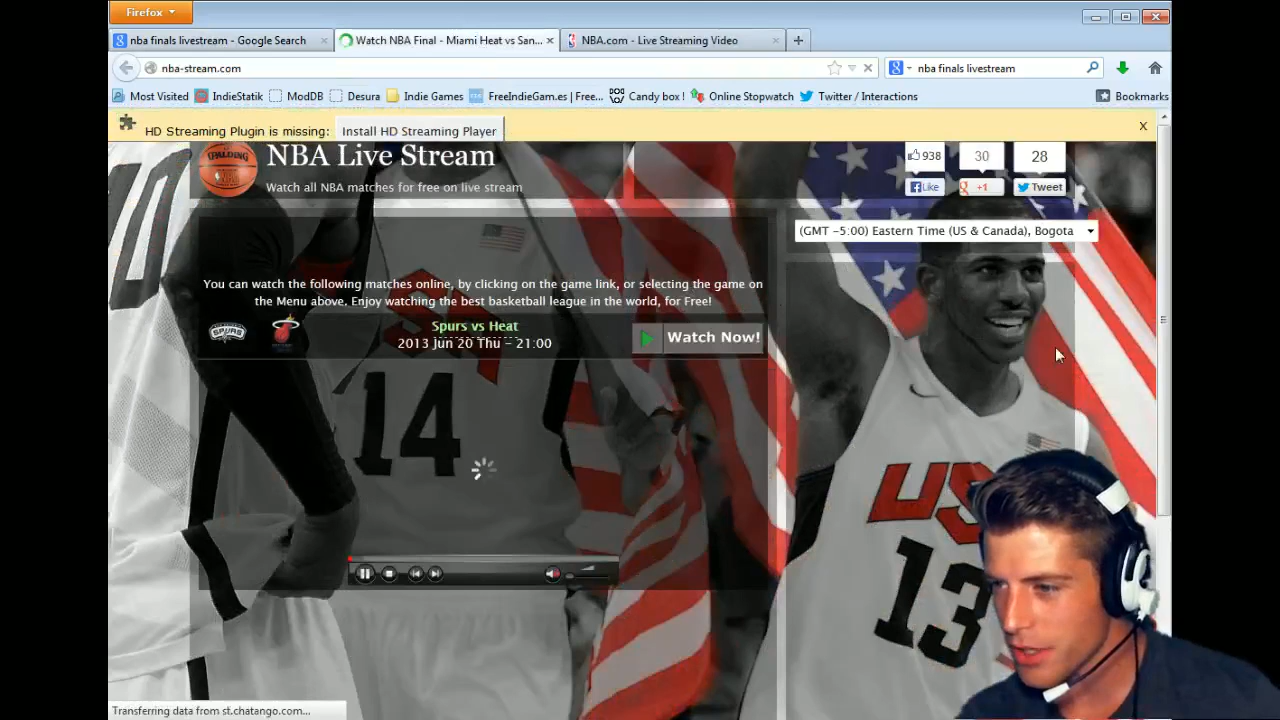 Firefox
nba finals livestream - Google Search
Watch NBA Final - Miami Heat vs San...
NBA.com - Live Streaming Video
nba-stream.com
nba finals livestream
Most Visited
IndieStatik
ModDB
Desura
Indie Games
FreeIndieGam.es | Free...
Candy box !
Online Stopwatch
Twitter / Interactions
Bookmarks
HD Streaming Plugin is missing:
Install HD Streaming Player
X
SPALDING
NBA Live Stream
Watch all NBA matches for free on live stream
938
30
28
Like
+1
Tweet
(GMT -5:00) Eastern Time (US & Canada), Bogota
You can watch the following matches online, by clicking on the game link, or selecting the game on
the Menu above. Enjoy watching the best basketball league in the world, for Free!
SPURS
Spurs vs Heat
2013 Jun 20 Thu - 21:00
Watch Now!
14
US
13
Transferring data from st.chatango.com...